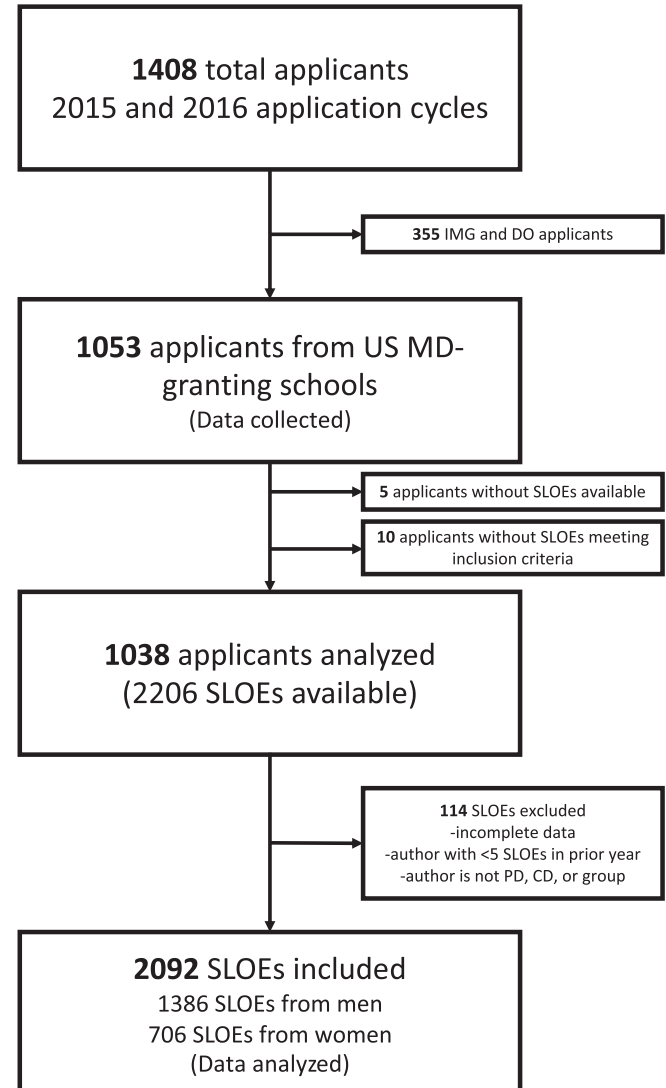 1408 total applicants
2015 and 2016 application cycles
355 IMG and DO applicants
1053 applicants from US MD-
granting schools
(Data collected)
5 applicants without SLOEs available
10 applicants without SLOEs meeting
inclusion criteria
1038 applicants analyzed
(2206 SLOEs available)
114 SLOEs excluded
-incomplete data
-author with <5 SLOEs in prior year
-author is not PD, CD, or group
2092 SLOEs included
1386 SLOEs from men
706 SLOEs from women
(Data analyzed)